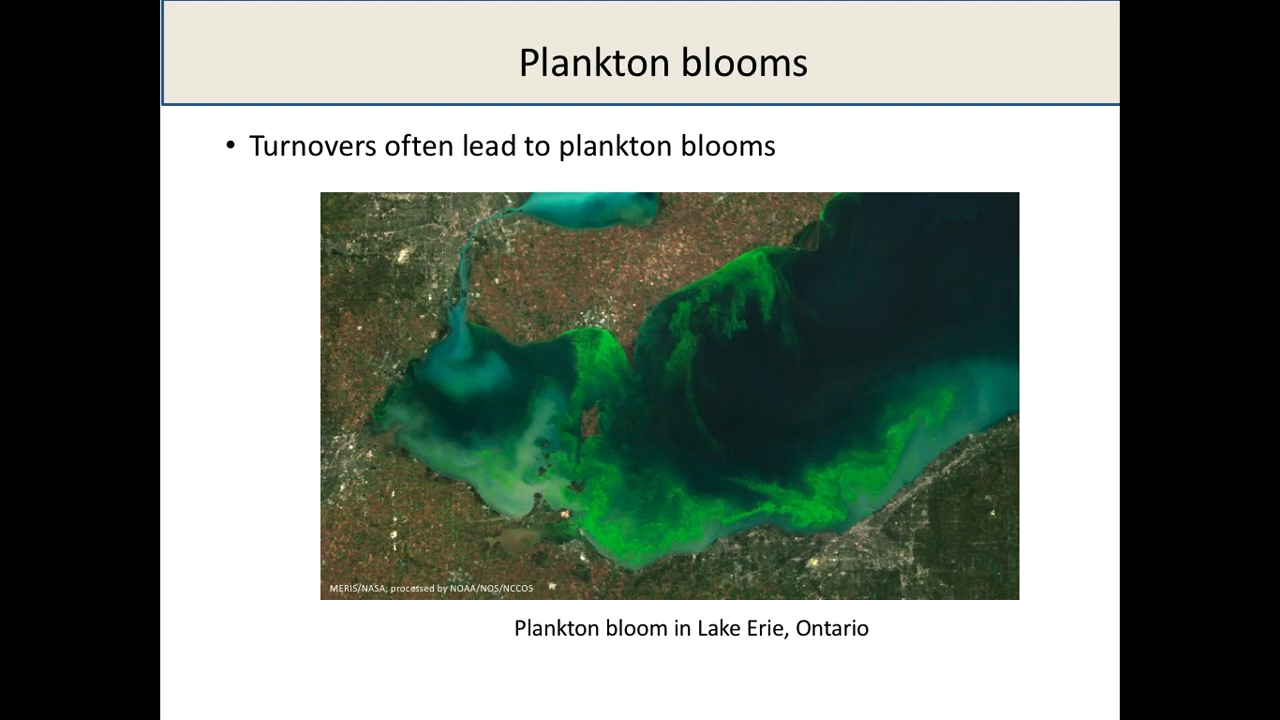 Plankton blooms
• Turnovers often lead to plankton blooms
MERIS/NASA; processed by NOAA/NOS/NCCOS
Plankton bloom in Lake Erie, Ontario